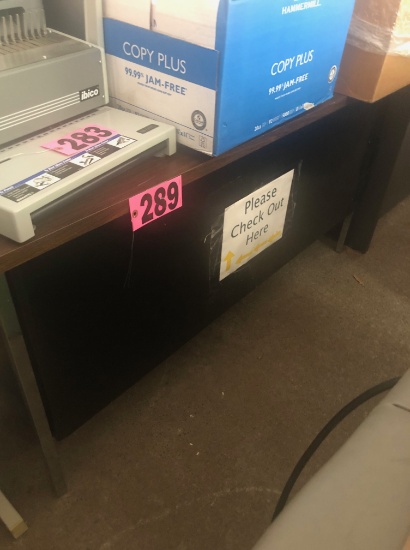 HAMMERMILL
COPY PLUS
99.99% JAM-FREE
COPY PLUS
99.99% JAM-FREE
ibico
283
289
Please
Check Out
Here